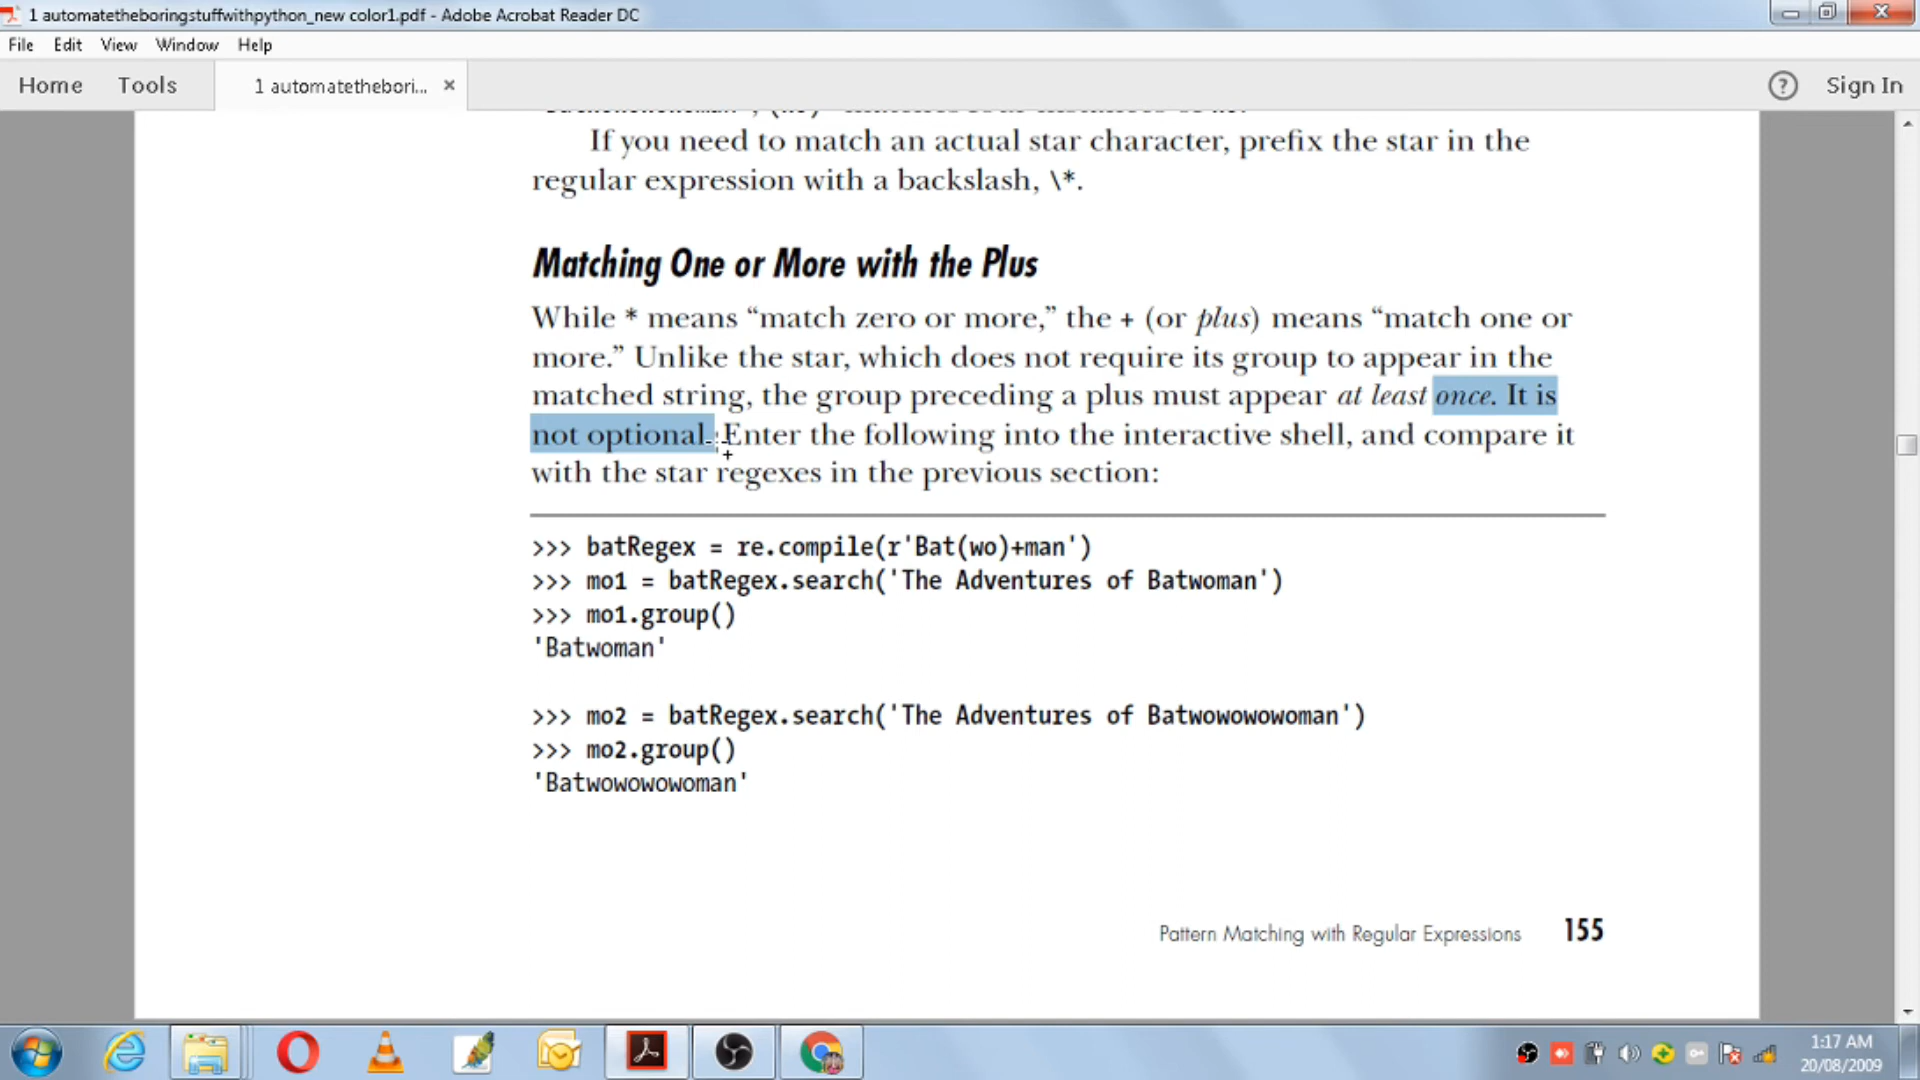 1 automatetheboringstuffwithpython_new color1.pdf - Adobe Acrobat Reader DC
File Edit View Window Help
Home Tools 1 automatethebori... ×
? Sign In
If you need to match an actual star character, prefix the star in the
regular expression with a backslash, \*.
Matching One or More with the Plus
While * means “match zero or more,” the + (or plus) means “match one or
more.” Unlike the star, which does not require its group to appear in the
matched string, the group preceding a plus must appear at least once. It is
not optional. Enter the following into the interactive shell, and compare it
with the star regexes in the previous section:
>>> batRegex = re.compile(r'Bat(wo)+man')
>>> mo1 = batRegex.search('The Adventures of Batwoman')
>>> mo1.group()
'Batwoman'
>>> mo2 = batRegex.search('The Adventures of Batwowowowoman')
>>> mo2.group()
'Batwowowowoman'
Pattern Matching with Regular Expressions 155
1:17 AM
20/08/2009